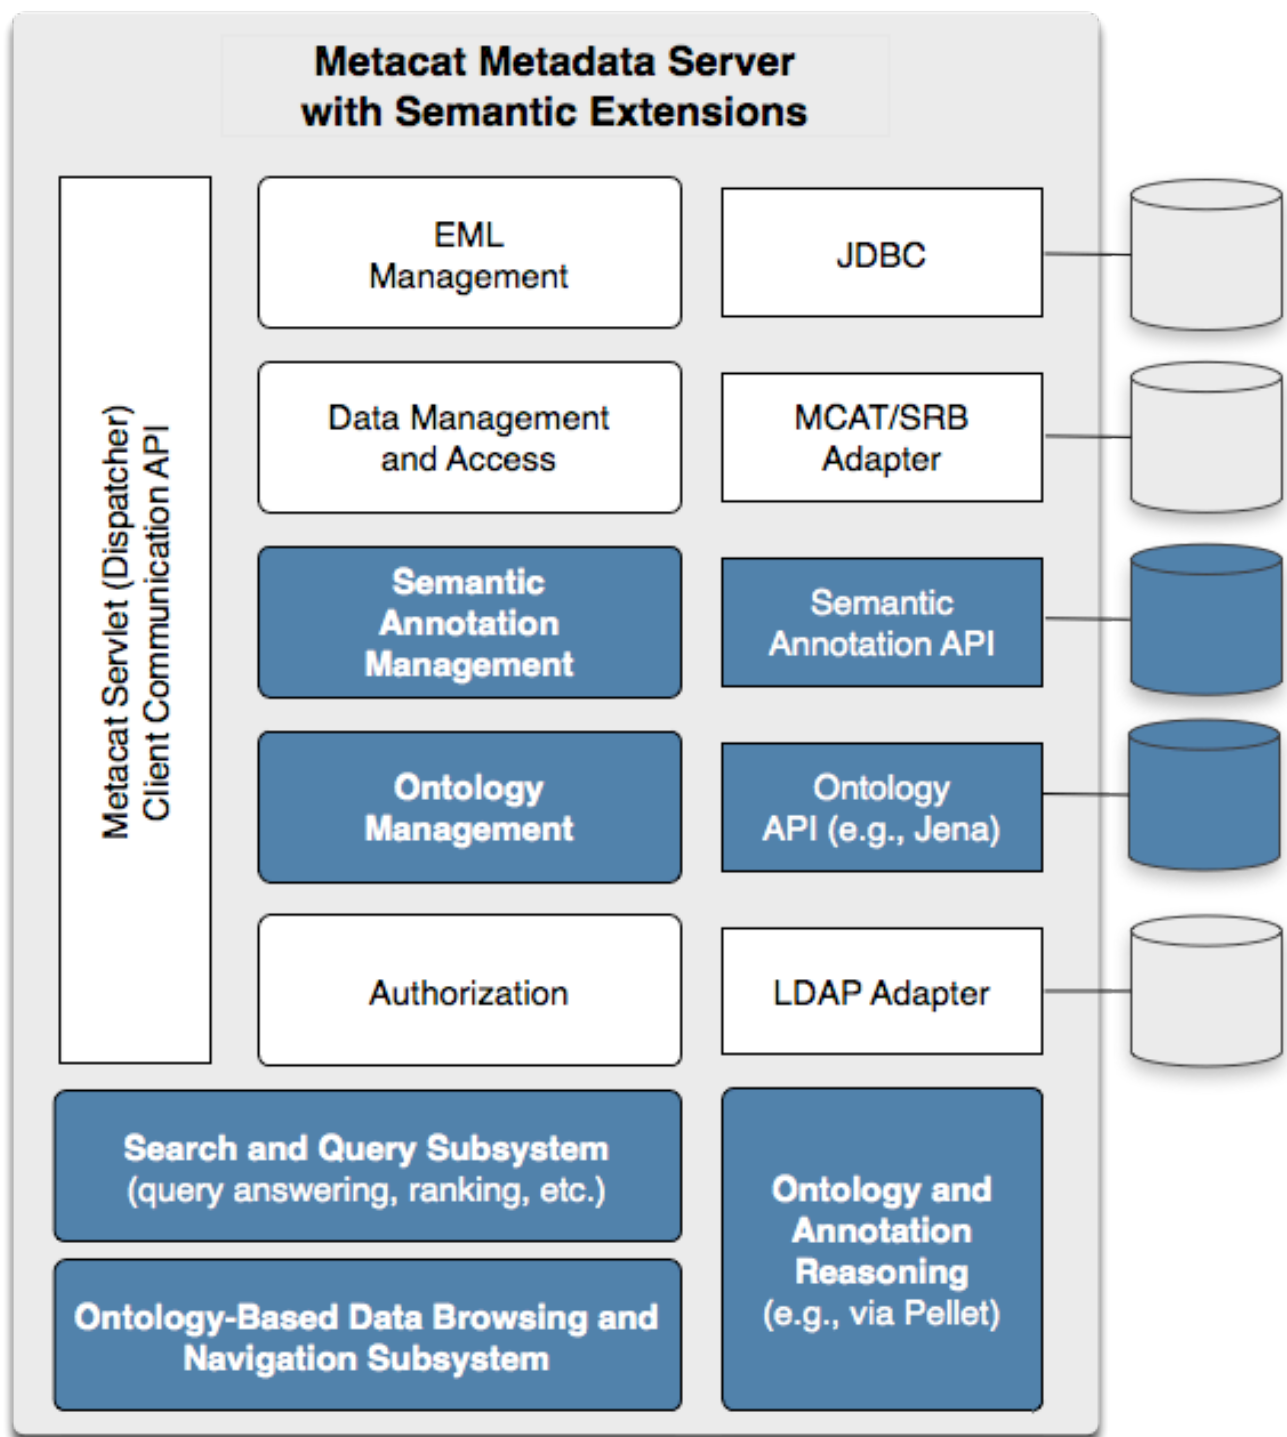 Metacat Metadata Server
with Semantic Extensions
Metacat Servlet (Dispatcher)
Client Communication API
EML
Management
JDBC
Data Management
and Access
MCAT/SRB
Adapter
Semantic
Annotation
Management
Semantic
Annotation API
Ontology
Management
Ontology
API (e.g., Jena)
Authorization
LDAP Adapter
Search and Query Subsystem
(query answering, ranking, etc.)
Ontology-Based Data Browsing and
Navigation Subsystem
Ontology and
Annotation
Reasoning
(e.g., via Pellet)